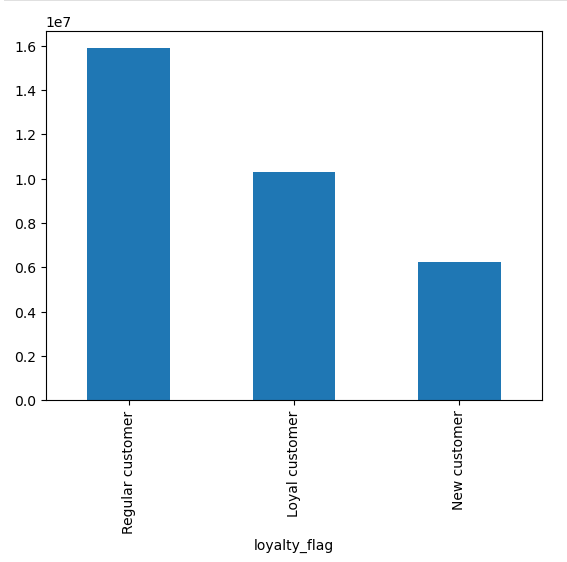 1e7
1.6
1.4
1.2
1.0
0.8
0.6
0.4
0.2
0.0
Regular customer
Loyal customer
New customer
loyalty_flag